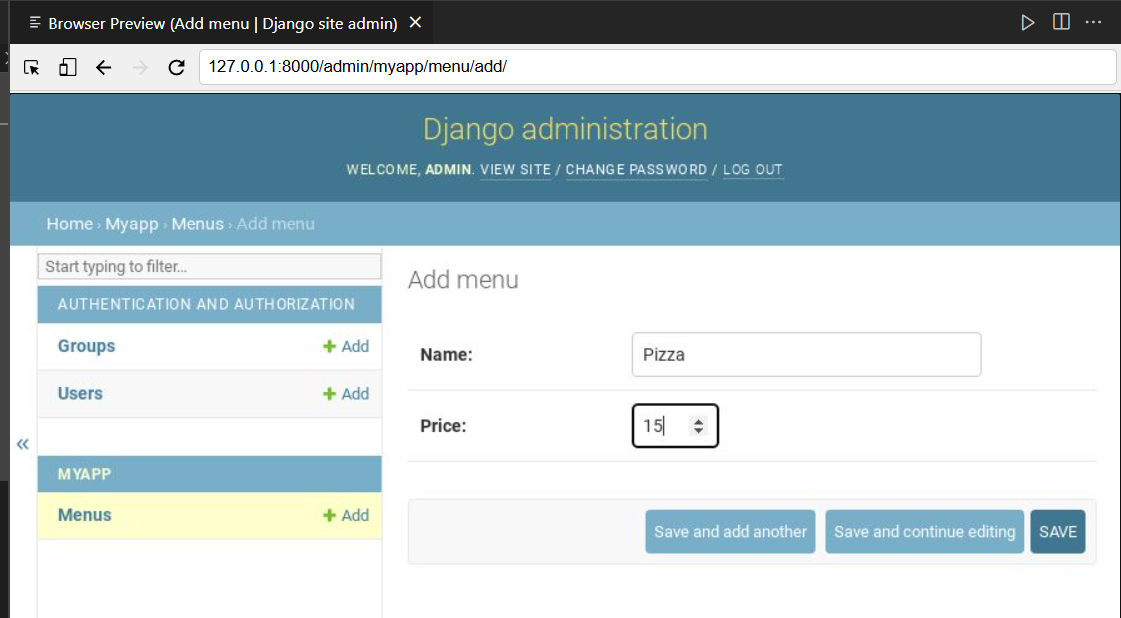 Browser Preview (Add menu | Django site admin)
127.0.0.1:8000/admin/myapp/menu/add/
Django administration
WELCOME, ADMIN. VIEW SITE / CHANGE PASSWORD / LOG OUT
Home › Myapp › Menus › Add menu
Start typing to filter...
AUTHENTICATION AND AUTHORIZATION
Groups + Add
Users + Add
«
MYAPP
Menus + Add
Add menu
Name: Pizza
Price: 15
Save and add another Save and continue editing SAVE